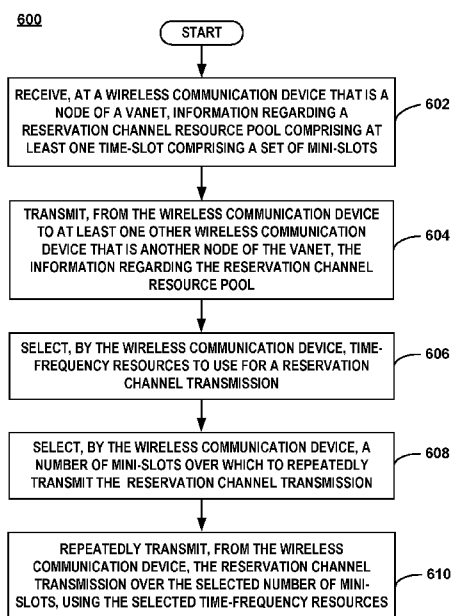 600
START
RECEIVE, AT A WIRELESS COMMUNICATION DEVICE THAT IS A
NODE OF A VANET, INFORMATION REGARDING A
RESERVATION CHANNEL RESOURCE POOL COMPRISING AT
LEAST ONE TIME-SLOT COMPRISING A SET OF MINI-SLOTS
602
TRANSMIT, FROM THE WIRELESS COMMUNICATION DEVICE
TO AT LEAST ONE OTHER WIRELESS COMMUNICATION
DEVICE THAT IS ANOTHER NODE OF THE VANET, THE
INFORMATION REGARDING THE RESERVATION CHANNEL
RESOURCE POOL
604
SELECT, BY THE WIRELESS COMMUNICATION DEVICE, TIME-
FREQUENCY RESOURCES TO USE FOR A RESERVATION
CHANNEL TRANSMISSION
606
SELECT, BY THE WIRELESS COMMUNICATION DEVICE, A
NUMBER OF MINI-SLOTS OVER WHICH TO REPEATEDLY
TRANSMIT THE RESERVATION CHANNEL TRANSMISSION
608
REPEATEDLY TRANSMIT, FROM THE WIRELESS
COMMUNICATION DEVICE, THE RESERVATION CHANNEL
TRANSMISSION OVER THE SELECTED NUMBER OF MINI-
SLOTS, USING THE SELECTED TIME-FREQUENCY RESOURCES
610